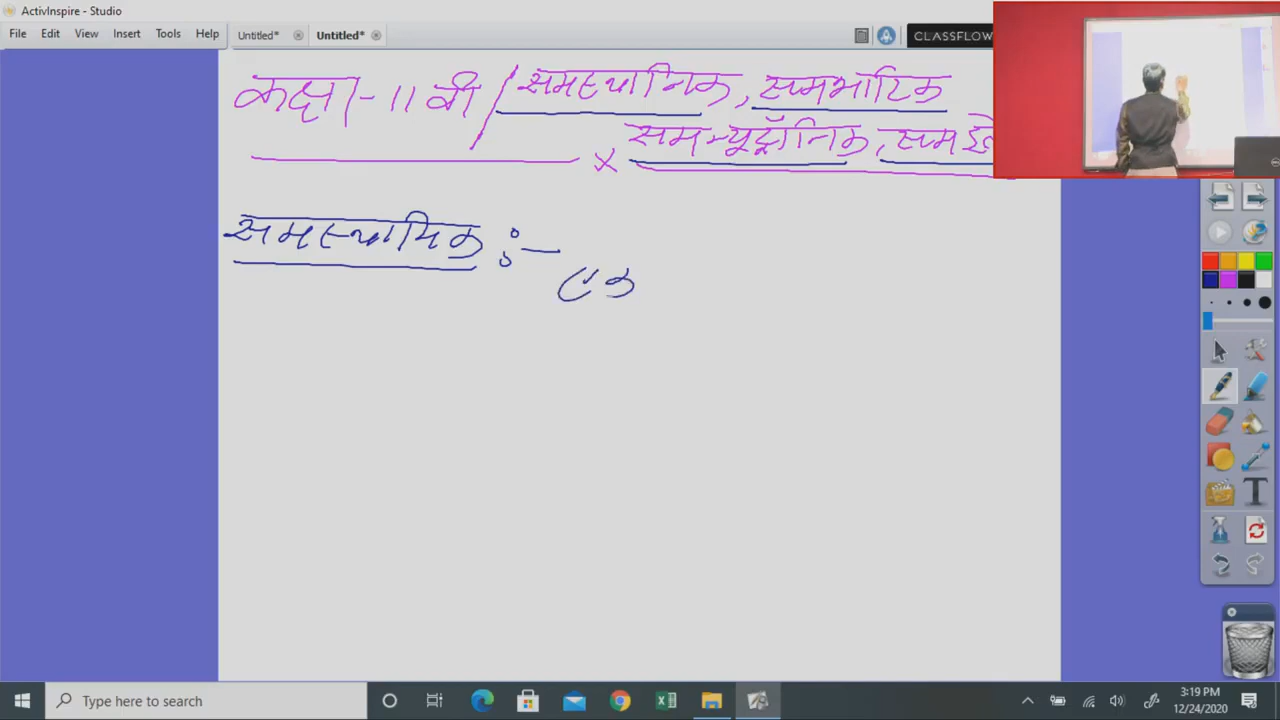 ActivInspire - Studio
File Edit View Insert Tools Help Untitled* Untitled* CLASSFLOW
कक्षा-11 वी / समस्थानिक, समभारिक
समन्यूट्रॉनिक, समइले
समस्थानिक :-
एक
T
Type here to search
3:19 PM
12/24/2020